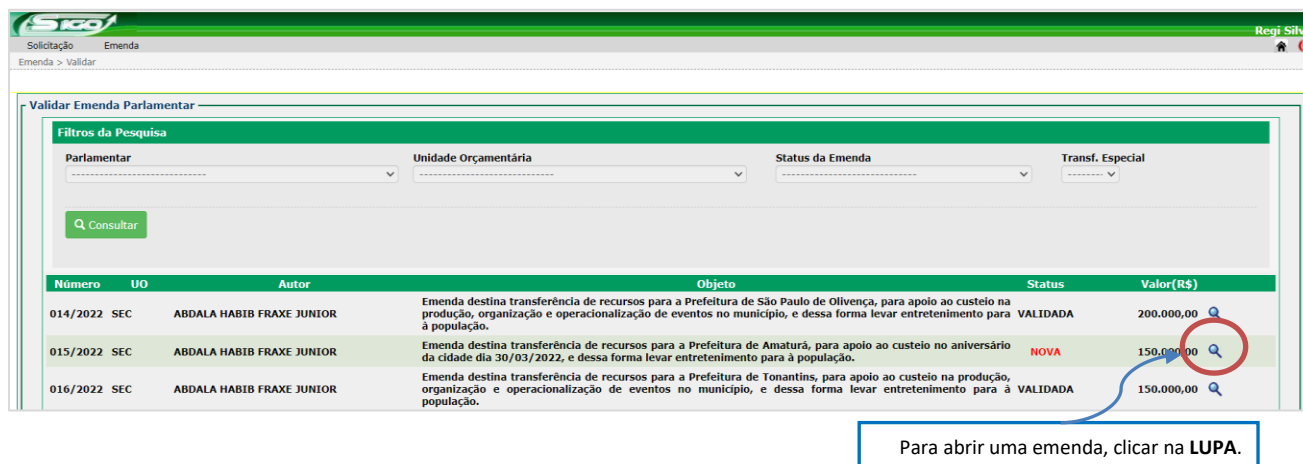 SIGO
Regi Silv
Solicitação Emenda
Emenda > Validar
Validar Emenda Parlamentar
Filtros da Pesquisa
Parlamentar Unidade Orçamentária Status da Emenda Transf. Especial
---------------------------- ---------------------------- ---------------------------- --------
Consultar
Número UO Autor Objeto Status Valor(R$)
Emenda destina transferência de recursos para a Prefeitura de São Paulo de Olivença, para apoio ao custeio na
014/2022 SEC ABDALA HABIB FRAXE JUNIOR produção, organização e operacionalização de eventos no município, e dessa forma levar entretenimento para VALIDADA 200.000,00
à população.
Emenda destina transferência de recursos para a Prefeitura de Amaturá, para apoio ao custeio no aniversário
015/2022 SEC ABDALA HABIB FRAXE JUNIOR da cidade dia 30/03/2022, e dessa forma levar entretenimento para à população. NOVA 150.000,00
Emenda destina transferência de recursos para a Prefeitura de Tonantins, para apoio ao custeio na produção,
016/2022 SEC ABDALA HABIB FRAXE JUNIOR organização e operacionalização de eventos no município, e dessa forma levar entretenimento para à VALIDADA 150.000,00
população.
Para abrir uma emenda, clicar na LUPA.